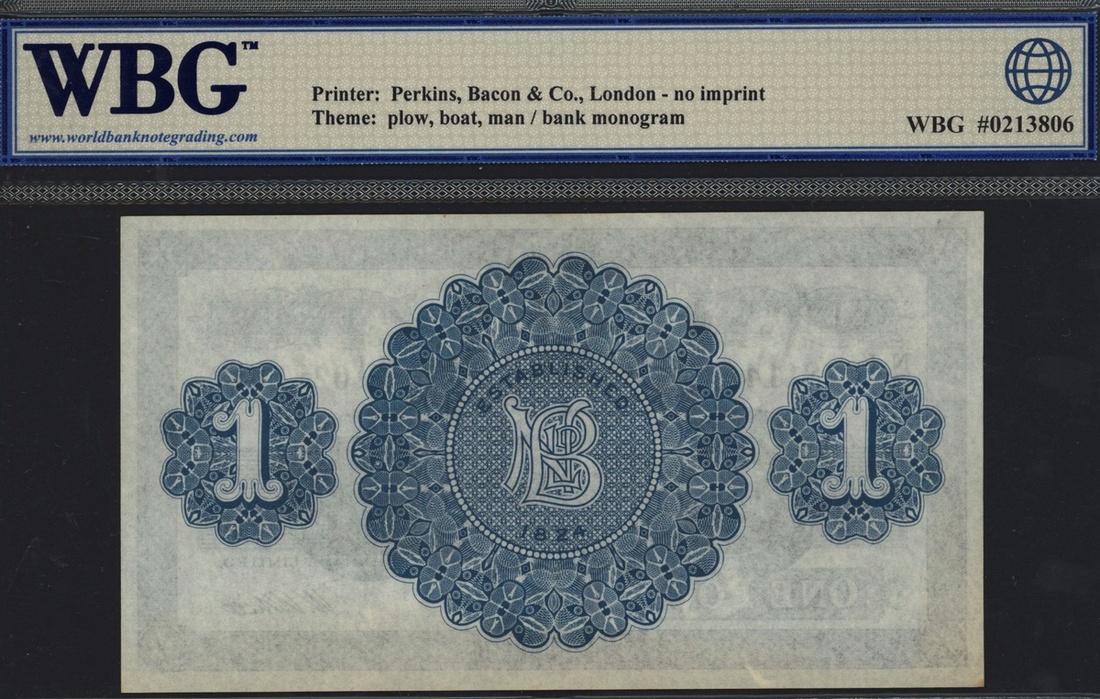 WBG™
www.worldbanknotegrading.com
Printer: Perkins, Bacon & Co., London - no imprint
Theme: plow, boat, man / bank monogram
WBG #0213806
ESTABLISHED
1 B 1
1824